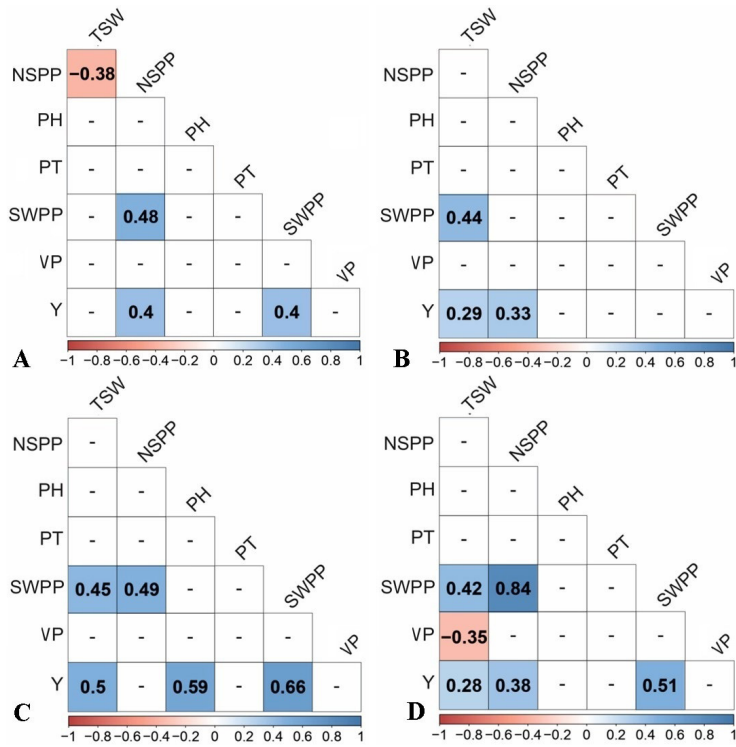 TSW
NSPP −0.38 NSPP
PH - - PH
PT - - - PT
SWPP - 0.48 - - SWPP
VP - - - - - VP
Y - 0.4 - - 0.4 -
A −1 −0.8 −0.6 −0.4 −0.2 0 0.2 0.4 0.6 0.8 1
TSW
NSPP - NSPP
PH - - PH
PT - - - PT
SWPP 0.44 - - - SWPP
VP - - - - - VP
Y 0.29 0.33 - - - -
B −1 −0.8 −0.6 −0.4 −0.2 0 0.2 0.4 0.6 0.8 1
TSW
NSPP - NSPP
PH - - PH
PT - - - PT
SWPP 0.45 0.49 - - SWPP
VP - - - - - VP
Y 0.5 - 0.59 - 0.66 -
C −1 −0.8 −0.6 −0.4 −0.2 0 0.2 0.4 0.6 0.8 1
TSW
NSPP - NSPP
PH - - PH
PT - - - PT
SWPP 0.42 0.84 - - SWPP
VP −0.35 - - - - VP
Y 0.28 0.38 - - 0.51 -
D −1 −0.8 −0.6 −0.4 −0.2 0 0.2 0.4 0.6 0.8 1